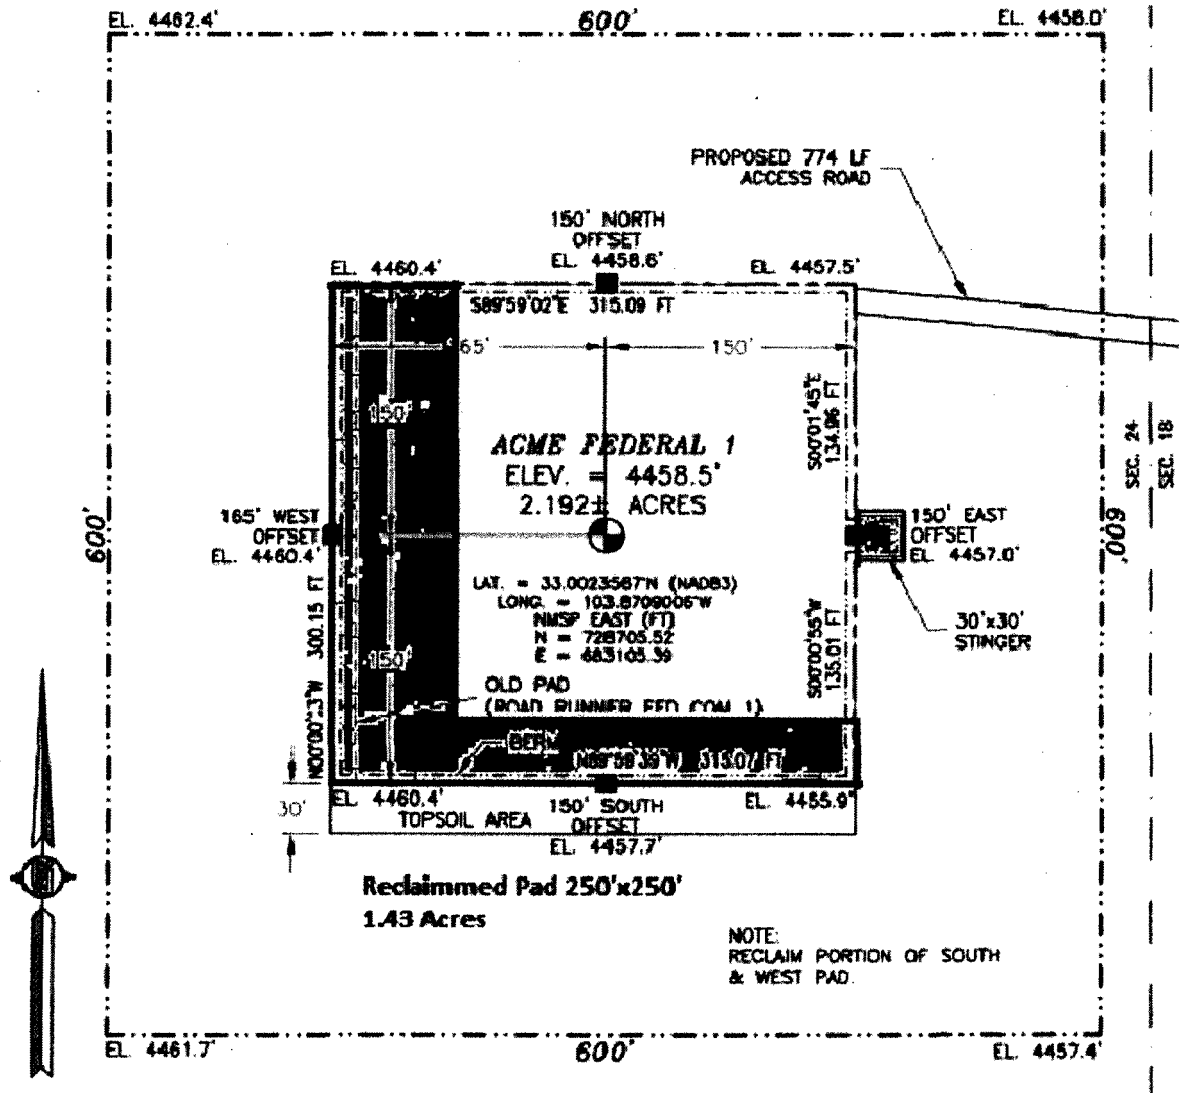 EL. 4462.4'
600'
EL. 4458.0'
PROPOSED 774 LF
ACCESS ROAD
150' NORTH
OFFSET
EL. 4458.6'
EL. 4460.4'
EL. 4457.5'
S89°59'02"E 315.09 FT
150'
150'
S00°01'45"E
134.96 FT
SEC. 24
SEC. 18
ACME FEDERAL 1
ELEV. = 4458.5'
2.192± ACRES
165' WEST
OFFSET
EL. 4460.4'
150' EAST
OFFSET
EL. 4457.0'
600'
600'
LAT. = 33.0023567°N (NAD83)
LONG. = 103.8709006°W
NMSP EAST (FT)
N = 728705.52
E = 683105.39
300.15 FT
S00°00'55"W
135.01 FT
30'x30'
STINGER
150'
OLD PAD
(ROAD RUNNER FED COM 1)
BERM
(N89°59'39"W) 315.07 FT
30'
EL. 4460.4'
TOPSOIL AREA
150' SOUTH
OFFSET
EL. 4457.7'
EL. 4455.9'
Reclaimmed Pad 250'x250'
1.43 Acres
NOTE:
RECLAIM PORTION OF SOUTH
& WEST PAD.
EL. 4461.7'
600'
EL. 4457.4'